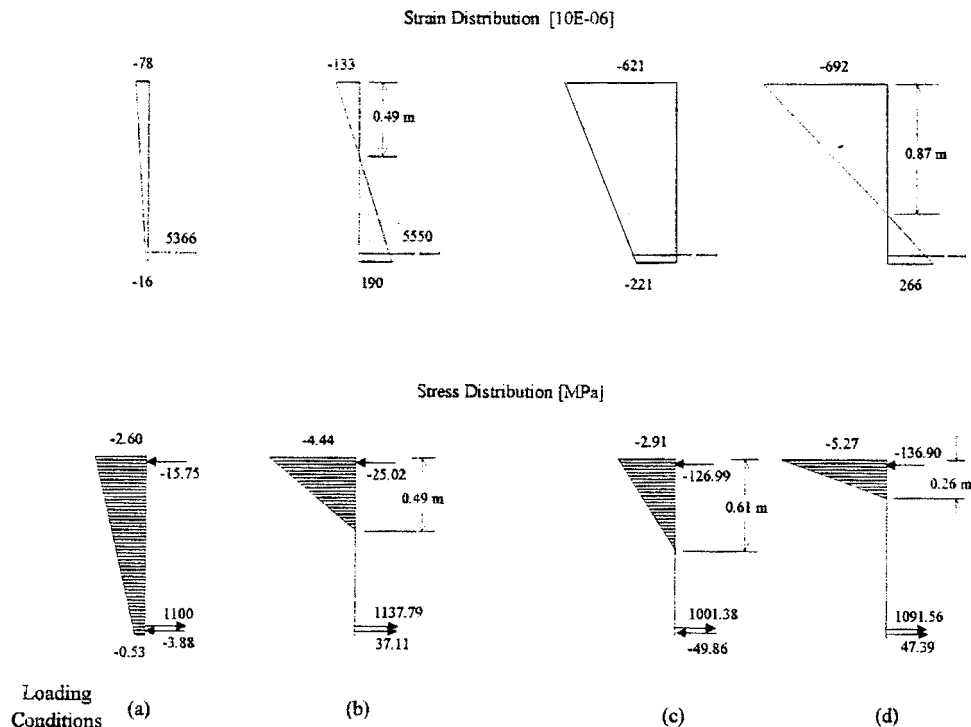 Strain Distribution [10E-06]
-78
-133
-621
-692
0.49 m
0.87 m
5366
5550
-16
190
-221
266
Stress Distribution [MPa]
-2.60
-4.44
-2.91
-5.27
-15.75
-25.02
-126.99
-136.90
0.49 m
0.61 m
0.26 m
1100
1137.79
1001.38
1091.56
-0.53
-3.88
37.11
-49.86
47.39
Loading
Conditions
(a)
(b)
(c)
(d)